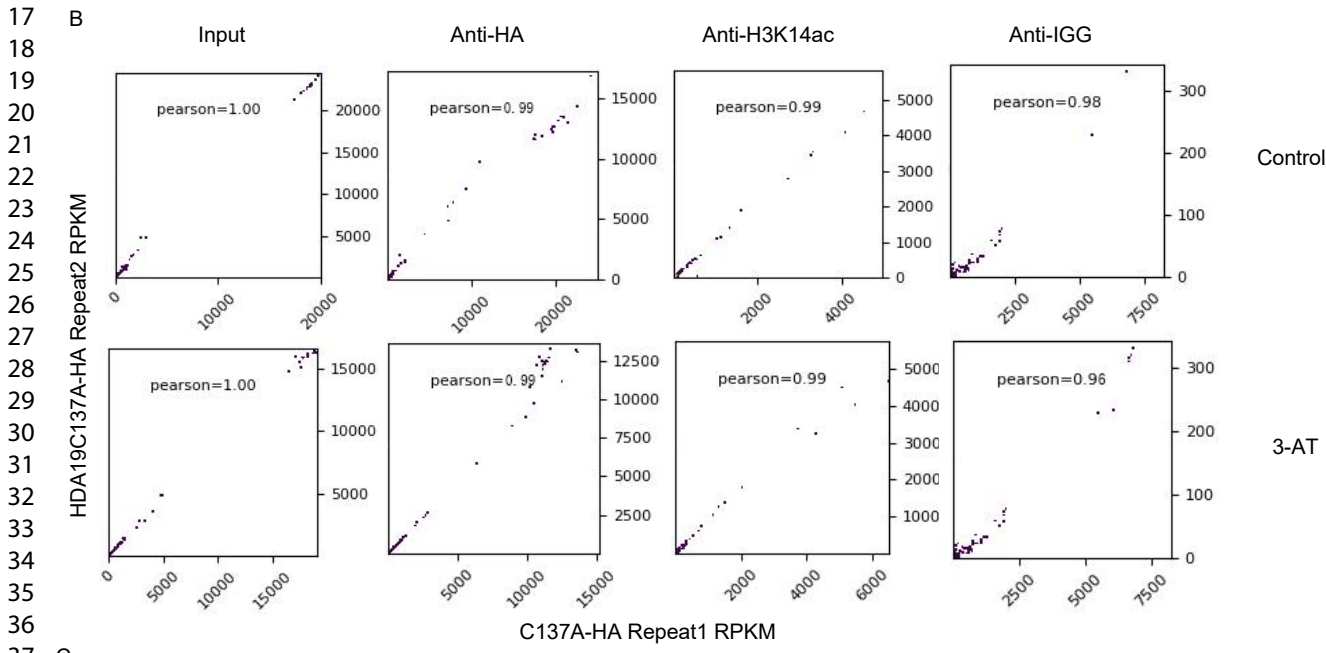 17
18
19
20
21
22
23
24
25
26
27
28
29
30
31
32
33
34
35
36
37
B
Input Anti-HA Anti-H3K14ac Anti-IGG
pearson=1.00
20000
15000
10000
5000
0 10000 20000
pearson=0.99
15000
10000
5000
0
10000 20000
pearson=0.99
5000
4000
3000
2000
1000
0
2000 4000
pearson=0.98
300
200
100
0
2500 5000 7500
Control
pearson=1.00
15000
10000
5000
0 5000 10000 15000
pearson=0.99
12500
10000
7500
5000
2500
5000 10000 15000
pearson=0.99
5000
4000
3000
2000
1000
2000 4000 6000
pearson=0.96
300
200
100
0
2500 5000 7500
3-AT
HDA19C137A-HA Repeat2 RPKM
C137A-HA Repeat1 RPKM